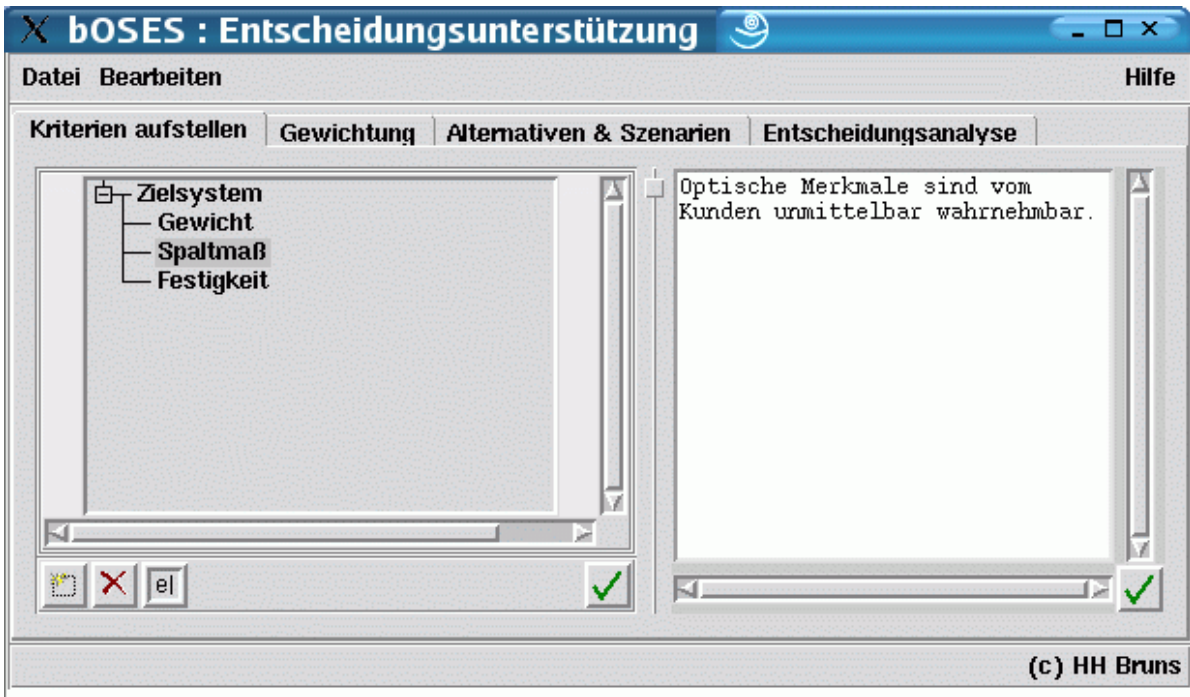 X bOSES : Entscheidungsunterstützung
Datei Bearbeiten Hilfe
Kriterien aufstellen Gewichtung Alternativen & Szenarien Entscheidungsanalyse
Zielsystem
Gewicht
Spaltmaß
Festigkeit
Optische Merkmale sind vom
Kunden unmittelbar wahrnehmbar.
el
(c) HH Bruns